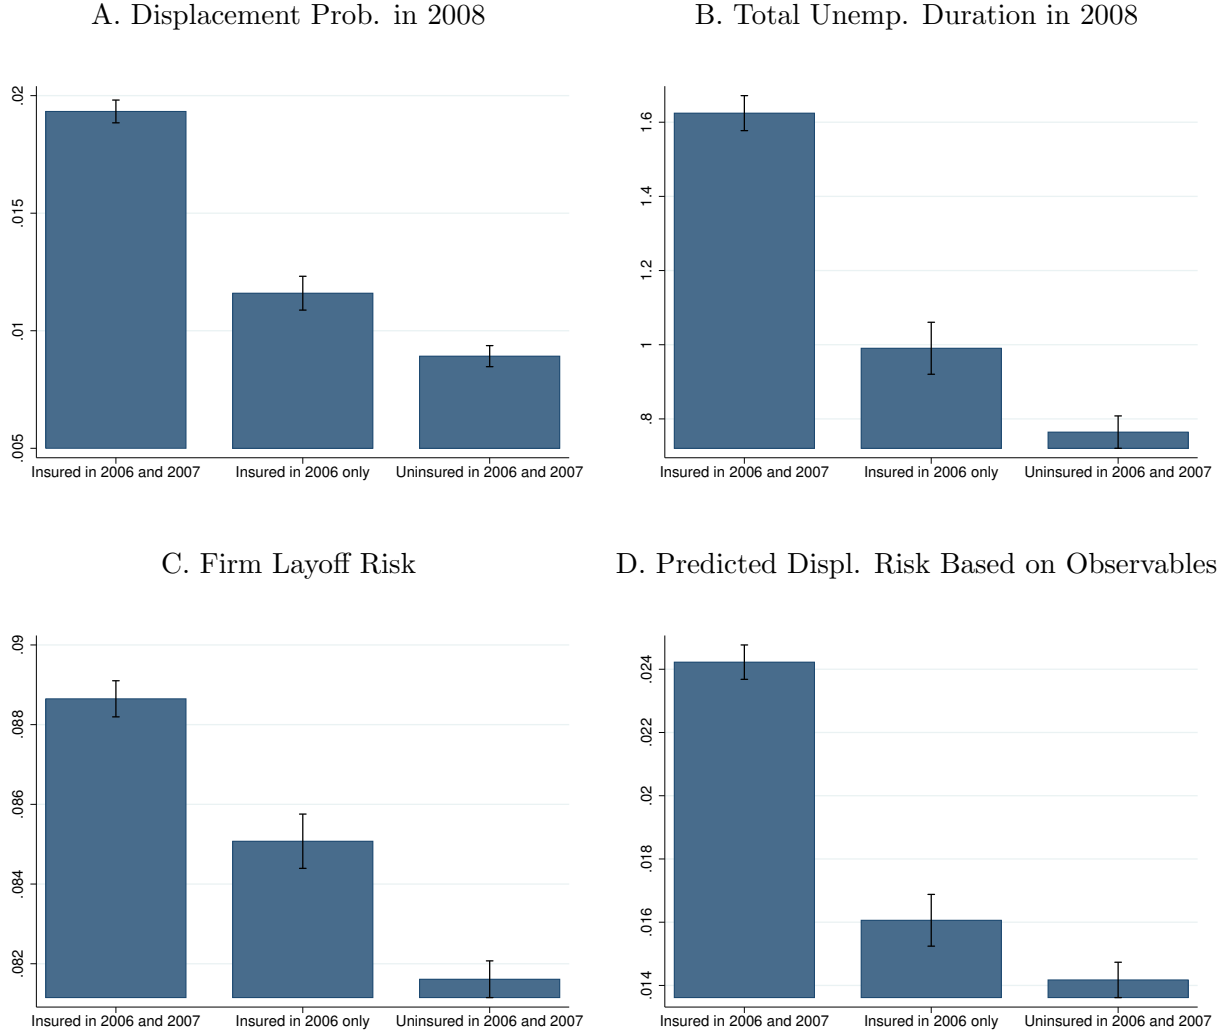 A. Displacement Prob. in 2008
.02
.015
.01
.005
Insured in 2006 and 2007
Insured in 2006 only
Uninsured in 2006 and 2007
B. Total Unemp. Duration in 2008
1.6
1.4
1.2
1
.8
Insured in 2006 and 2007
Insured in 2006 only
Uninsured in 2006 and 2007
C. Firm Layoff Risk
.09
.088
.086
.084
.082
Insured in 2006 and 2007
Insured in 2006 only
Uninsured in 2006 and 2007
D. Predicted Displ. Risk Based on Observables
.024
.022
.02
.018
.016
.014
Insured in 2006 and 2007
Insured in 2006 only
Uninsured in 2006 and 2007